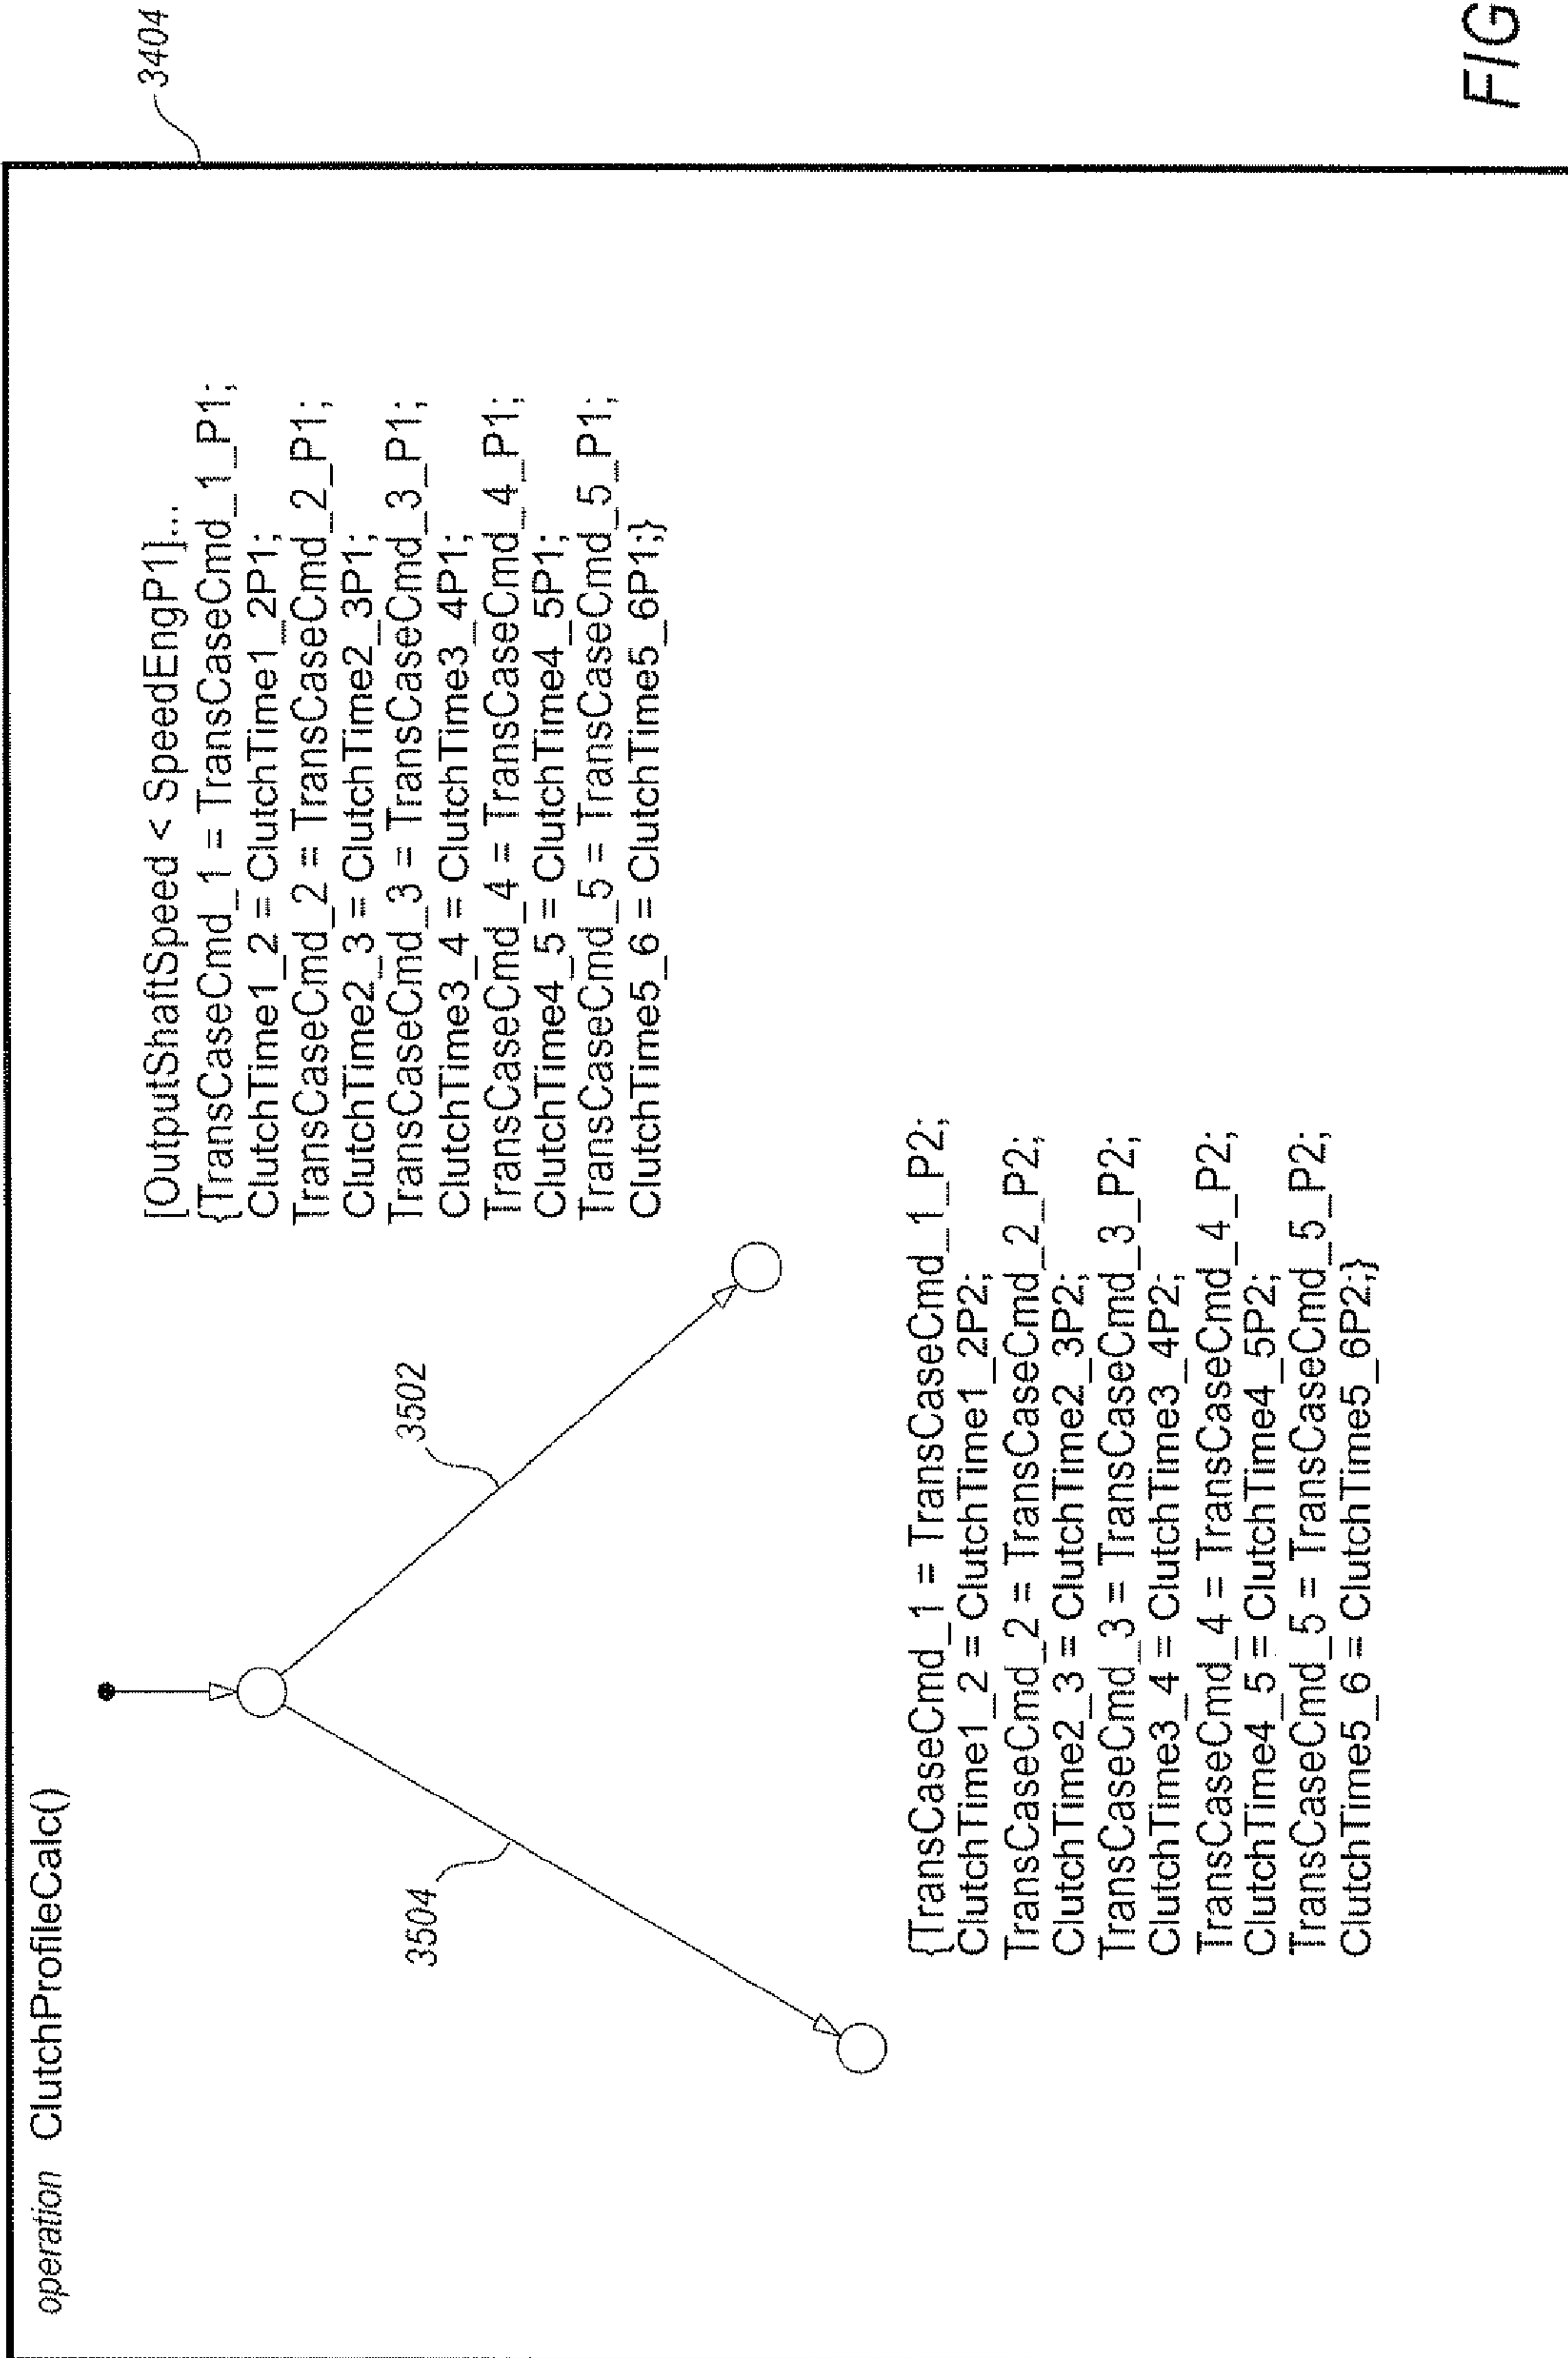 operation ClutchProfileCalc()
3404
3504
3502
[OutputShaftSpeed < SpeedEngP1]...
{TransCaseCmd_1 = TransCaseCmd_1_P1;
ClutchTime1_2 = ClutchTime1_2P1;
TransCaseCmd_2 = TransCaseCmd_2_P1;
ClutchTime2_3 = ClutchTime2_3P1;
TransCaseCmd_3 = TransCaseCmd_3_P1;
ClutchTime3_4 = ClutchTime3_4P1;
TransCaseCmd_4 = TransCaseCmd_4_P1;
ClutchTime4_5 = ClutchTime4_5P1;
TransCaseCmd_5 = TransCaseCmd_5_P1;
ClutchTime5_6 = ClutchTime5_6P1;}
{TransCaseCmd_1 = TransCaseCmd_1_P2;
ClutchTime1_2 = ClutchTime1_2P2;
TransCaseCmd_2 = TransCaseCmd_2_P2;
ClutchTime2_3 = ClutchTime2_3P2;
TransCaseCmd_3 = TransCaseCmd_3_P2;
ClutchTime3_4 = ClutchTime3_4P2;
TransCaseCmd_4 = TransCaseCmd_4_P2;
ClutchTime4_5 = ClutchTime4_5P2;
TransCaseCmd_5 = TransCaseCmd_5_P2;
ClutchTime5_6 = ClutchTime5_6P2;}
FIG